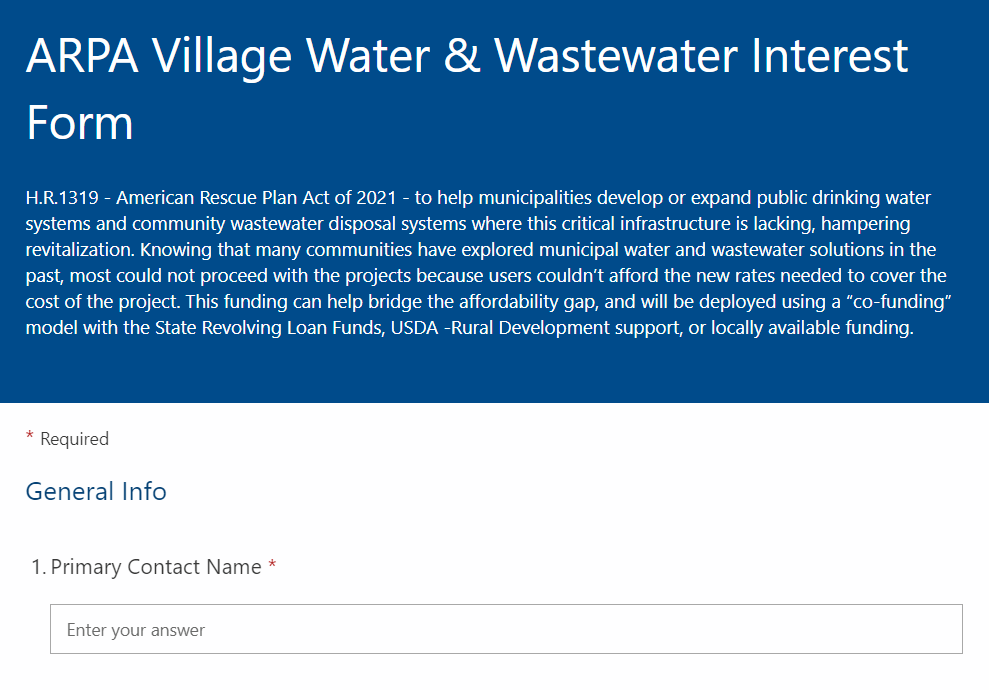 ARPA Village Water & Wastewater Interest
Form
H.R.1319 - American Rescue Plan Act of 2021 - to help municipalities develop or expand public drinking water
systems and community wastewater disposal systems where this critical infrastructure is lacking, hampering
revitalization. Knowing that many communities have explored municipal water and wastewater solutions in the
past, most could not proceed with the projects because users couldn’t afford the new rates needed to cover the
cost of the project. This funding can help bridge the affordability gap, and will be deployed using a “co-funding”
model with the State Revolving Loan Funds, USDA -Rural Development support, or locally available funding.
* Required
General Info
1. Primary Contact Name *
Enter your answer